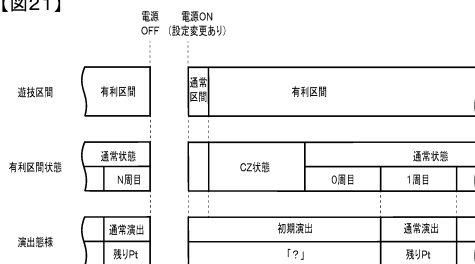 【図21】
電源 電源ON
OFF (設定変更あり)
遊技区間 有利区間 通常区間 有利区間
有利区間状態 通常状態 CZ状態 通常状態
N周目 0周目 1周目
演出態様 通常演出 初期演出 通常演出
残りPt 「?」 残りPt